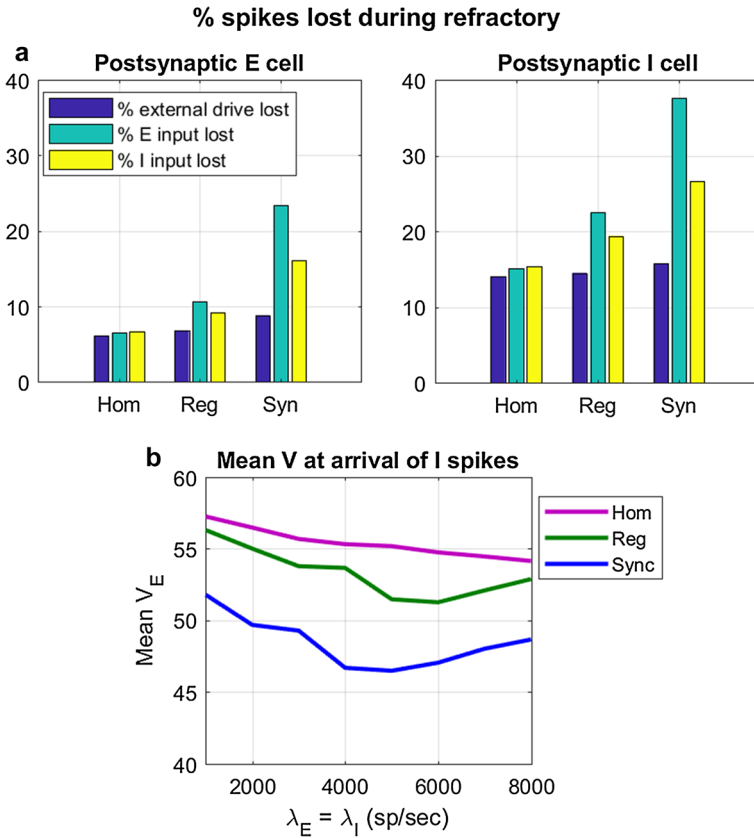 % spikes lost during refractory
a
Postsynaptic E cell
40
30
20
10
0
% external drive lost
% E input lost
% I input lost
Hom Reg Syn
Postsynaptic I cell
40
30
20
10
0
Hom Reg Syn
b
Mean V at arrival of I spikes
60
55
50
45
40
Mean V_E
Hom
Reg
Sync
2000 4000 6000 8000
λ_E = λ_I (sp/sec)